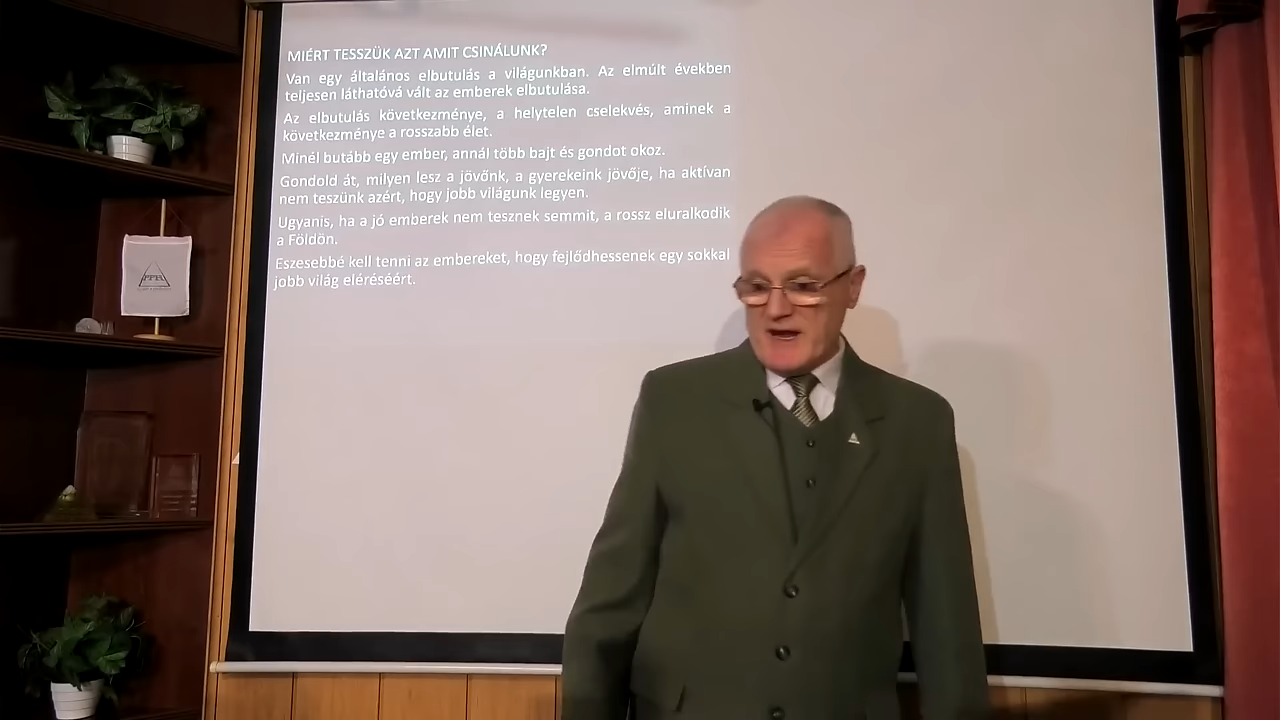 MIÉRT TESSZÜK AZT AMIT CSINÁLUNK?
Van egy általános elbutulás a világunkban. Az elmúlt években
teljesen láthatóvá vált az emberek elbutulása.
Az elbutulás következménye, a helytelen cselekvés, aminek a
következménye a rosszabb élet.
Minél butább egy ember, annál több bajt és gondot okoz.
Gondold át, milyen lesz a jövőnk, a gyerekeink jövője, ha aktívan
nem teszünk azért, hogy jobb világunk legyen.
Ugyanis, ha a jó emberek nem tesznek semmit, a rossz eluralkodik
a Földön.
Eszesebbé kell tenni az embereket, hogy fejlődhessenek egy sokkal
jobb világ eléréséért.